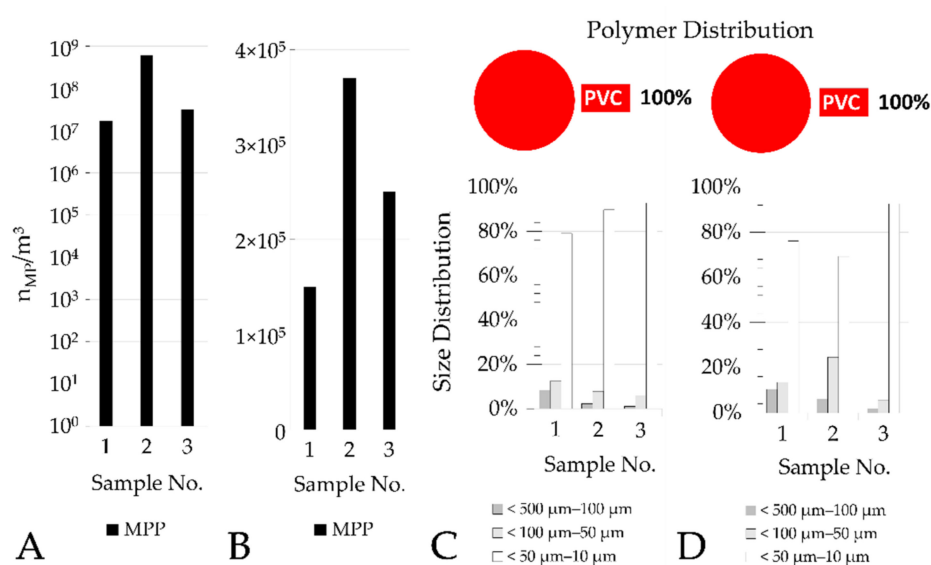 Polymer Distribution
PVC 100%
PVC 100%
n_MP/m³
10⁹
10⁸
10⁷
10⁶
10⁵
10⁴
10³
10²
10¹
10⁰
1 2 3
Sample No.
MPP
A
4×10⁵
3×10⁵
2×10⁵
1×10⁵
0
1 2 3
Sample No.
MPP
B
Size Distribution
100%
80%
60%
40%
20%
0%
1 2 3
Sample No.
< 500 µm–100 µm
< 100 µm–50 µm
< 50 µm–10 µm
C
100%
80%
60%
40%
20%
0%
1 2 3
Sample No.
< 500 µm–100 µm
< 100 µm–50 µm
< 50 µm–10 µm
D